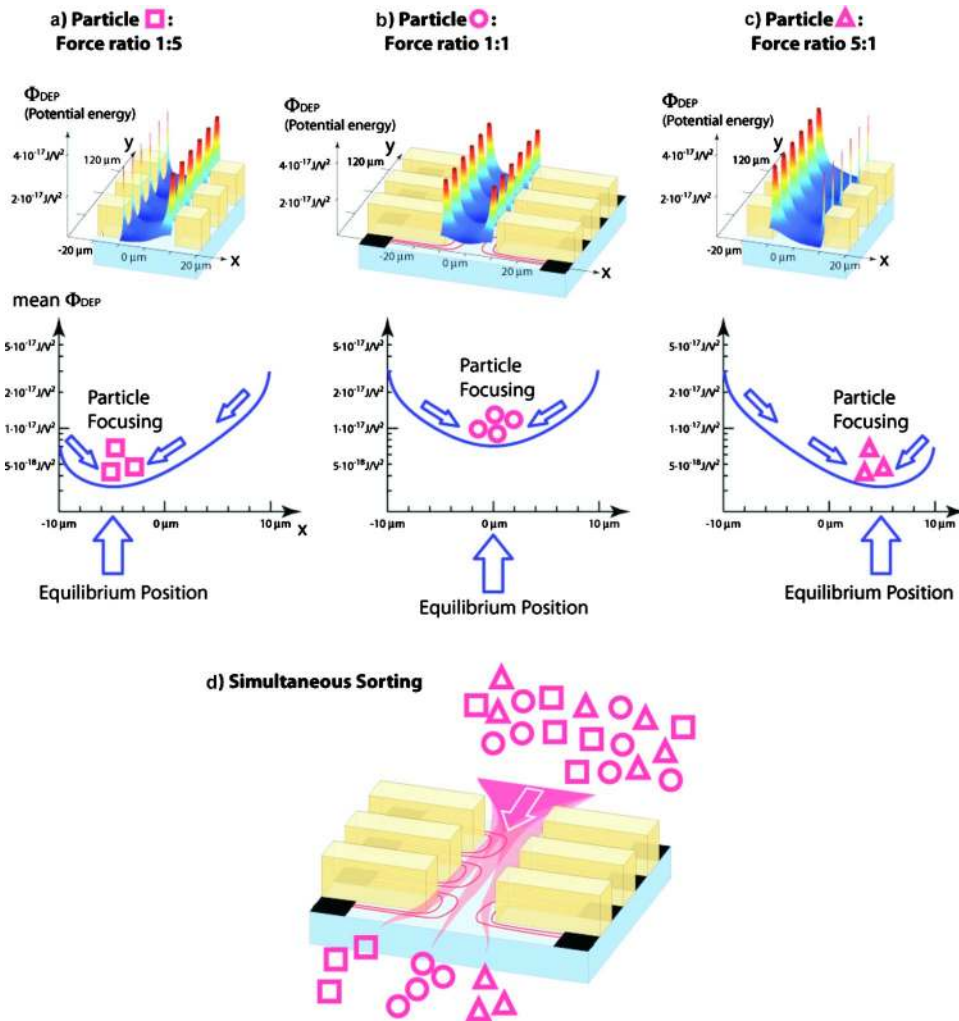 a) Particle □:
Force ratio 1:5
b) Particle ○:
Force ratio 1:1
c) Particle △:
Force ratio 5:1
ΦDEP
(Potential energy)
4·10⁻¹⁷J/V²
2·10⁻¹⁷J/V²
y
120 µm
-20 µm
0 µm
20 µm
x
ΦDEP
(Potential energy)
4·10⁻¹⁷J/V²
2·10⁻¹⁷J/V²
y
120 µm
-20 µm
0 µm
20 µm
x
ΦDEP
(Potential energy)
4·10⁻¹⁷J/V²
2·10⁻¹⁷J/V²
y
120 µm
-20 µm
0 µm
20 µm
x
mean ΦDEP
5·10⁻¹⁷J/V²
2·10⁻¹⁷J/V²
1·10⁻¹⁷J/V²
5·10⁻¹⁸J/V²
Particle
Focusing
-10 µm
0 µm
10 µm
x
Equilibrium Position
5·10⁻¹⁷J/V²
2·10⁻¹⁷J/V²
1·10⁻¹⁷J/V²
5·10⁻¹⁸J/V²
Particle
Focusing
-10 µm
0 µm
10 µm
Equilibrium Position
5·10⁻¹⁷J/V²
2·10⁻¹⁷J/V²
1·10⁻¹⁷J/V²
5·10⁻¹⁸J/V²
Particle
Focusing
-10 µm
0 µm
10 µm
Equilibrium Position
d) Simultaneous Sorting